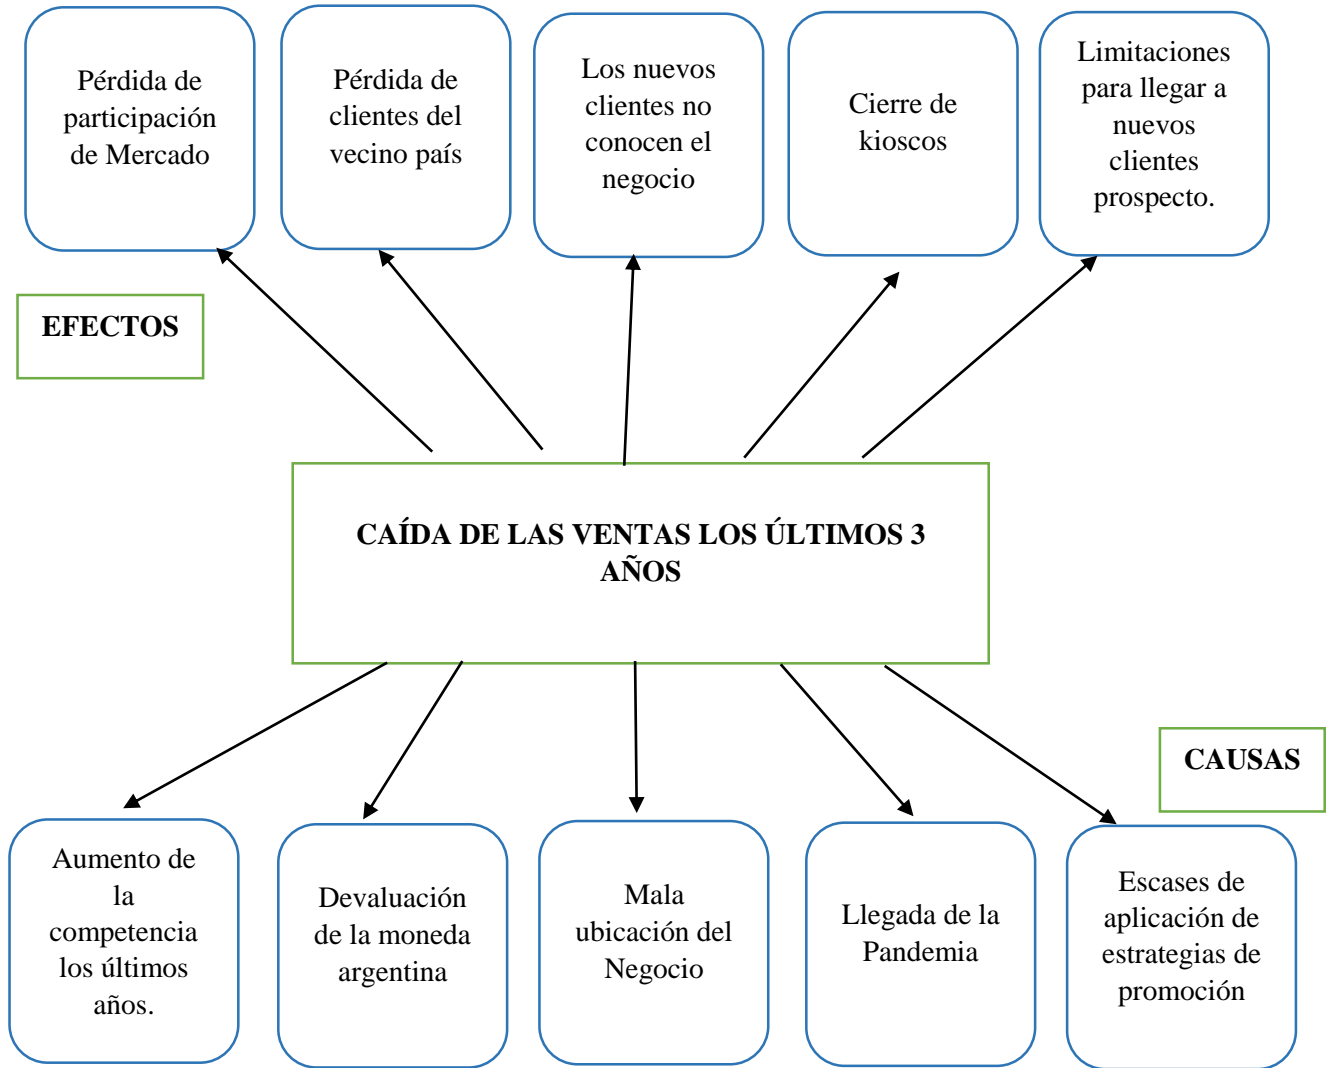 Pérdida de
participación
de Mercado
Pérdida de
clientes del
vecino país
Los nuevos
clientes no
conocen el
negocio
Cierre de
kioscos
Limitaciones
para llegar a
nuevos
clientes
prospecto.
EFECTOS
CAÍDA DE LAS VENTAS LOS ÚLTIMOS 3
AÑOS
CAUSAS
Aumento de
la
competencia
los últimos
años.
Devaluación
de la moneda
argentina
Mala
ubicación del
Negocio
Llegada de la
Pandemia
Escases de
aplicación de
estrategias de
promoción